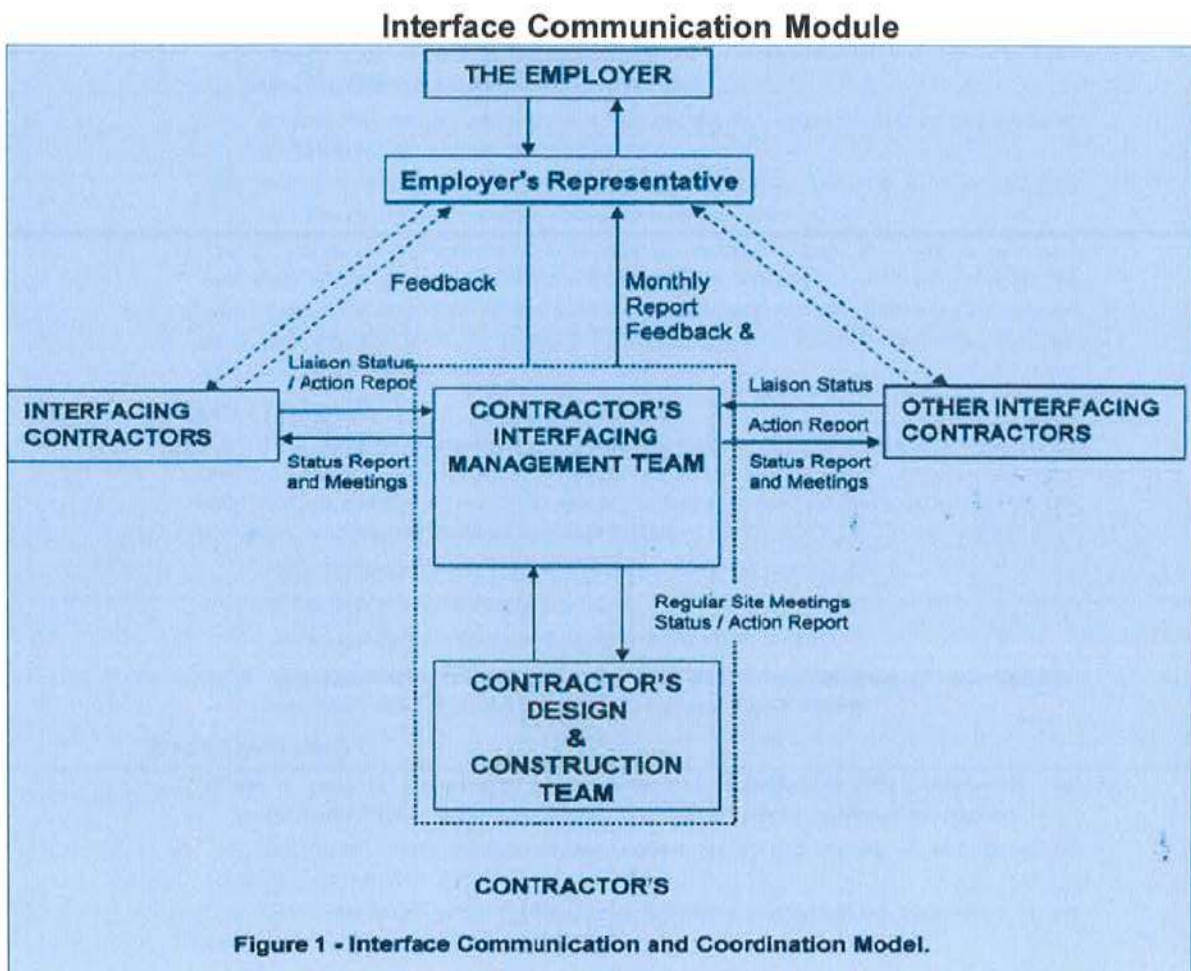 Interface Communication Module
THE EMPLOYER
Employer's Representative
Feedback
Monthly
Report
Feedback &
Liaison Status
/ Action Repor
Liaison Status
INTERFACING
CONTRACTORS
CONTRACTOR'S
INTERFACING
MANAGEMENT TEAM
OTHER INTERFACING
CONTRACTORS
Action Report
Status Report
and Meetings
Status Report
and Meetings
Regular Site Meetings
Status / Action Report
CONTRACTOR'S
DESIGN
&
CONSTRUCTION
TEAM
CONTRACTOR'S
Figure 1 - Interface Communication and Coordination Model.